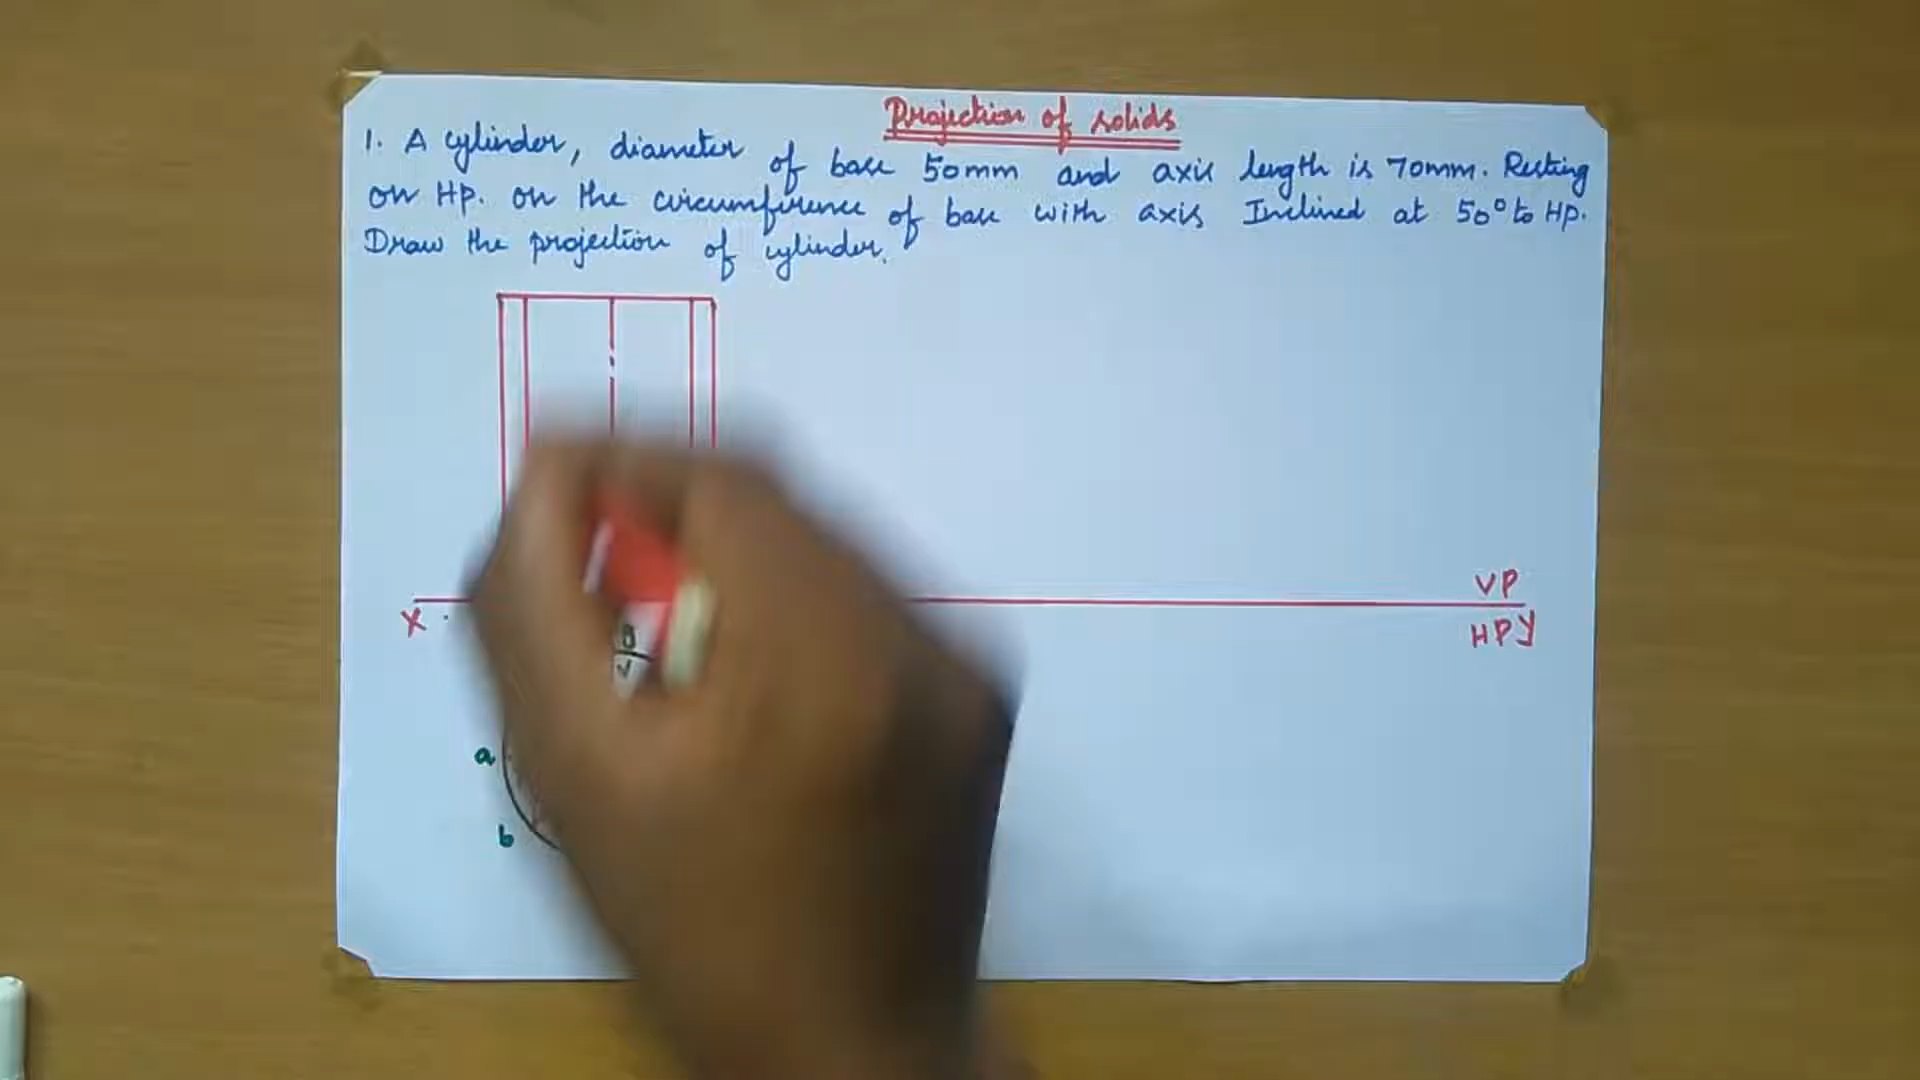 Projection of solids
1. A cylinder, diameter of base 50mm and axis length is 70mm. Resting
on HP. on the circumference of base with axis Inclined at 50° to HP.
Draw the projection of cylinder.
VP
X
HP Y
a
b